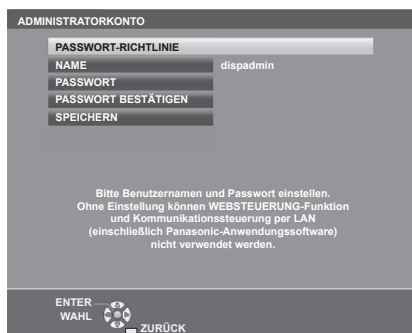 ADMINISTRATORKONTO
PASSWORT-RICHTLINIE
NAME dispadmin
PASSWORT
PASSWORT BESTÄTIGEN
SPEICHERN
Bitte Benutzernamen und Passwort einstellen.
Ohne Einstellung können WEBSTEUERUNG-Funktion
und Kommunikationssteuerung per LAN
(einschließlich Panasonic-Anwendungssoftware)
nicht verwendet werden.
ENTER
WAHL
ZURÜCK